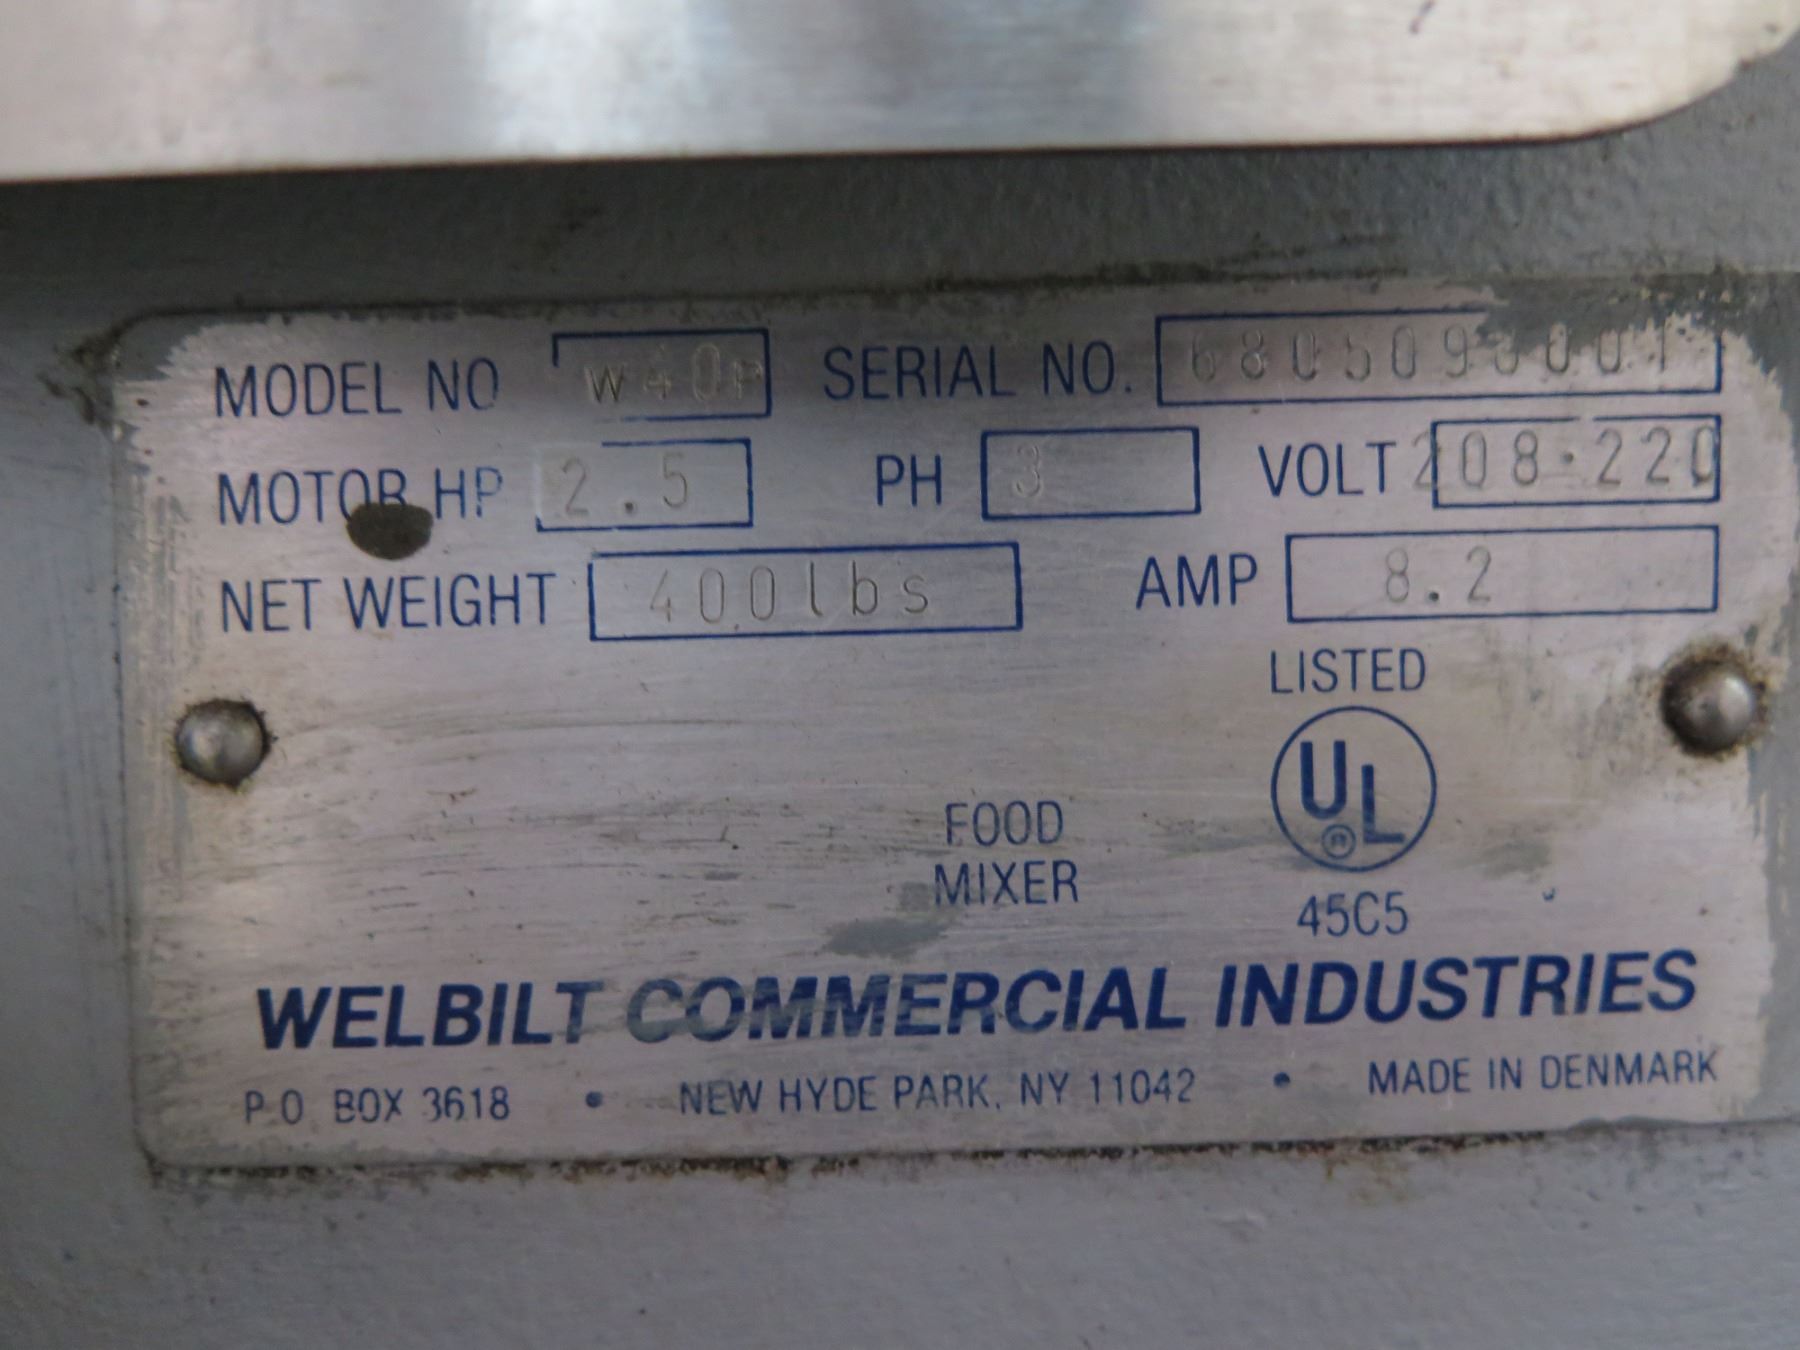 MODEL NO W40P SERIAL NO.
MOTOR HP 2.5 PH 3 VOLT 208-220
NET WEIGHT 400lbs AMP 8.2
LISTED
UL
®
FOOD
MIXER
45C5
WELBILT COMMERCIAL INDUSTRIES
P.O. BOX 3618 • NEW HYDE PARK, NY 11042 • MADE IN DENMARK